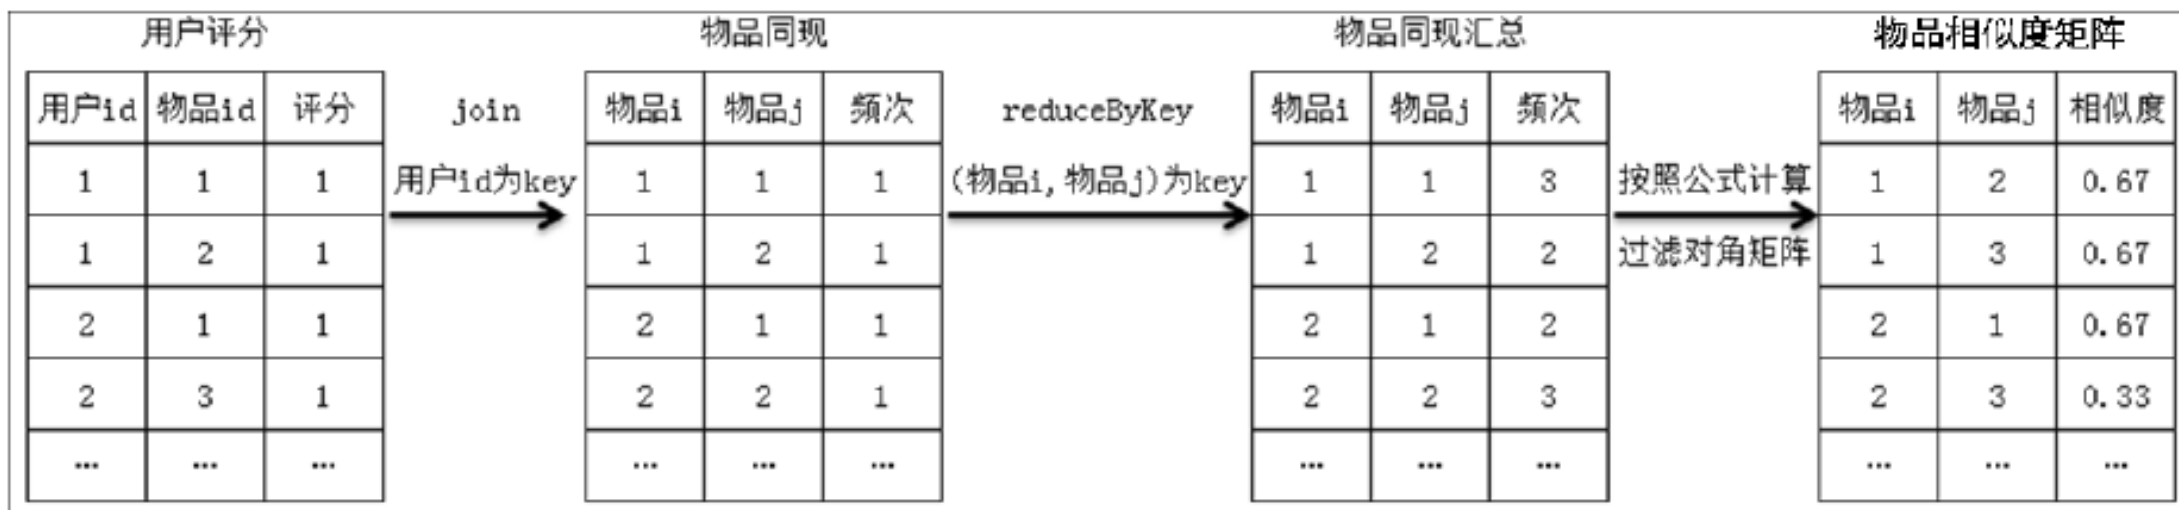 用户评分 物品同现 物品同现汇总 物品相似度矩阵
用户id 物品id 评分 join 物品i 物品j 频次 reduceByKey 物品i 物品j 频次 物品i 物品j 相似度
1 1 1 用户id为key 1 1 1 (物品i,物品j)为key 1 1 3 按照公式计算 1 2 0.67
1 2 1 1 2 1 1 2 2 过滤对角矩阵 1 3 0.67
2 1 1 2 1 1 2 1 2 2 1 0.67
2 3 1 2 2 1 2 2 3 2 3 0.33
… … … … … … … … … … … …